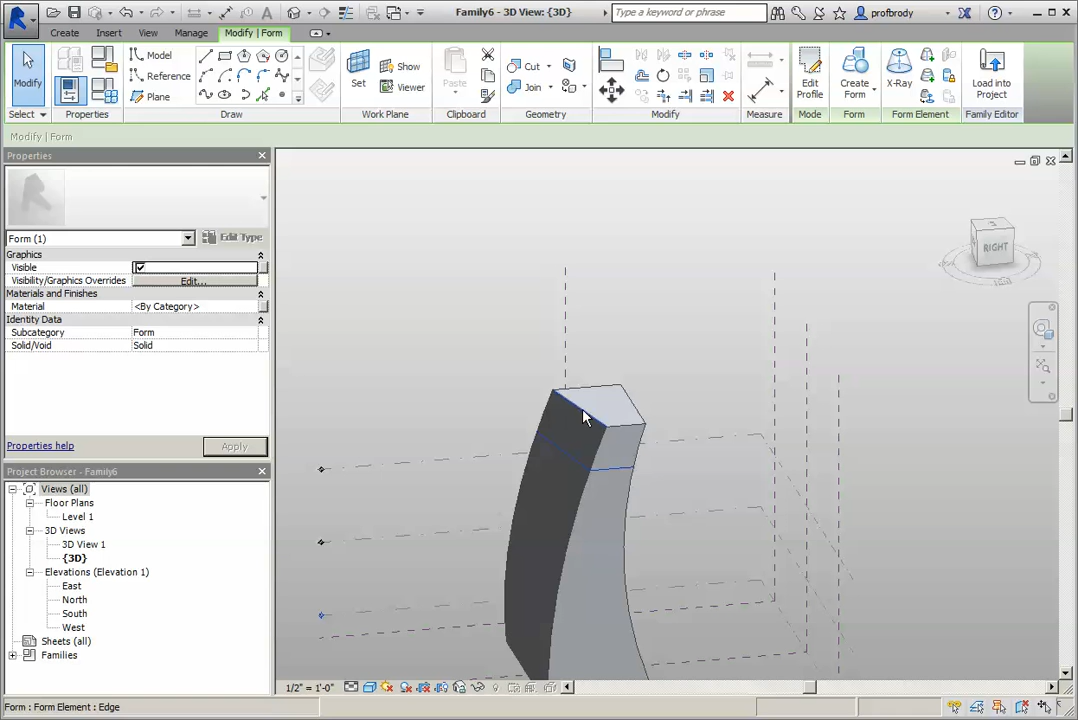 Family6 - 3D View: {3D}
Type a keyword or phrase
profbrody
Create
Insert
View
Manage
Modify | Form
Modify
Model
Reference
Plane
Set
Show
Viewer
Paste
Cut
Join
Edit
Profile
Create
Form
X-Ray
Load into
Project
Select
Properties
Draw
Work Plane
Clipboard
Geometry
Modify
Measure
Mode
Form
Form Element
Family Editor
Modify | Form
Properties
Form (1)
Edit Type
Graphics
Visible
Visibility/Graphics Overrides
Edit...
Materials and Finishes
Material
<By Category>
Identity Data
Subcategory
Form
Solid/Void
Solid
Properties help
Apply
Project Browser - Family6
Views (all)
Floor Plans
Level 1
3D Views
3D View 1
{3D}
Elevations (Elevation 1)
East
North
South
West
Sheets (all)
Families
RIGHT
1/2" = 1'-0"
Form : Form Element : Edge